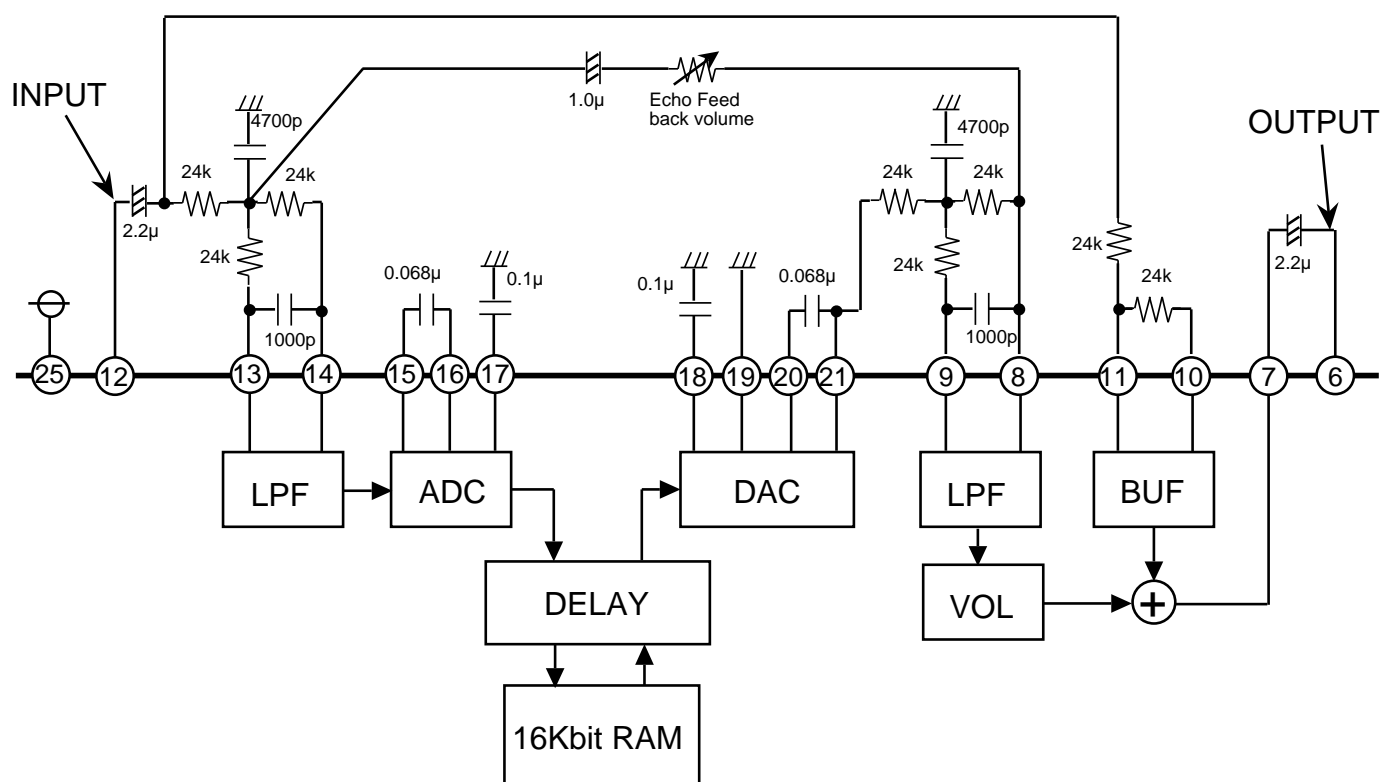 INPUT
4700p
24k
24k
2.2µ
24k
1000p
1.0µ
Echo Feed
back volume
0.068µ
0.1µ
0.1µ
0.068µ
4700p
24k
24k
24k
1000p
24k
24k
OUTPUT
2.2µ
25
12
13
14
15
16
17
18
19
20
21
9
8
11
10
7
6
LPF
ADC
DAC
LPF
BUF
DELAY
VOL
+
16Kbit RAM